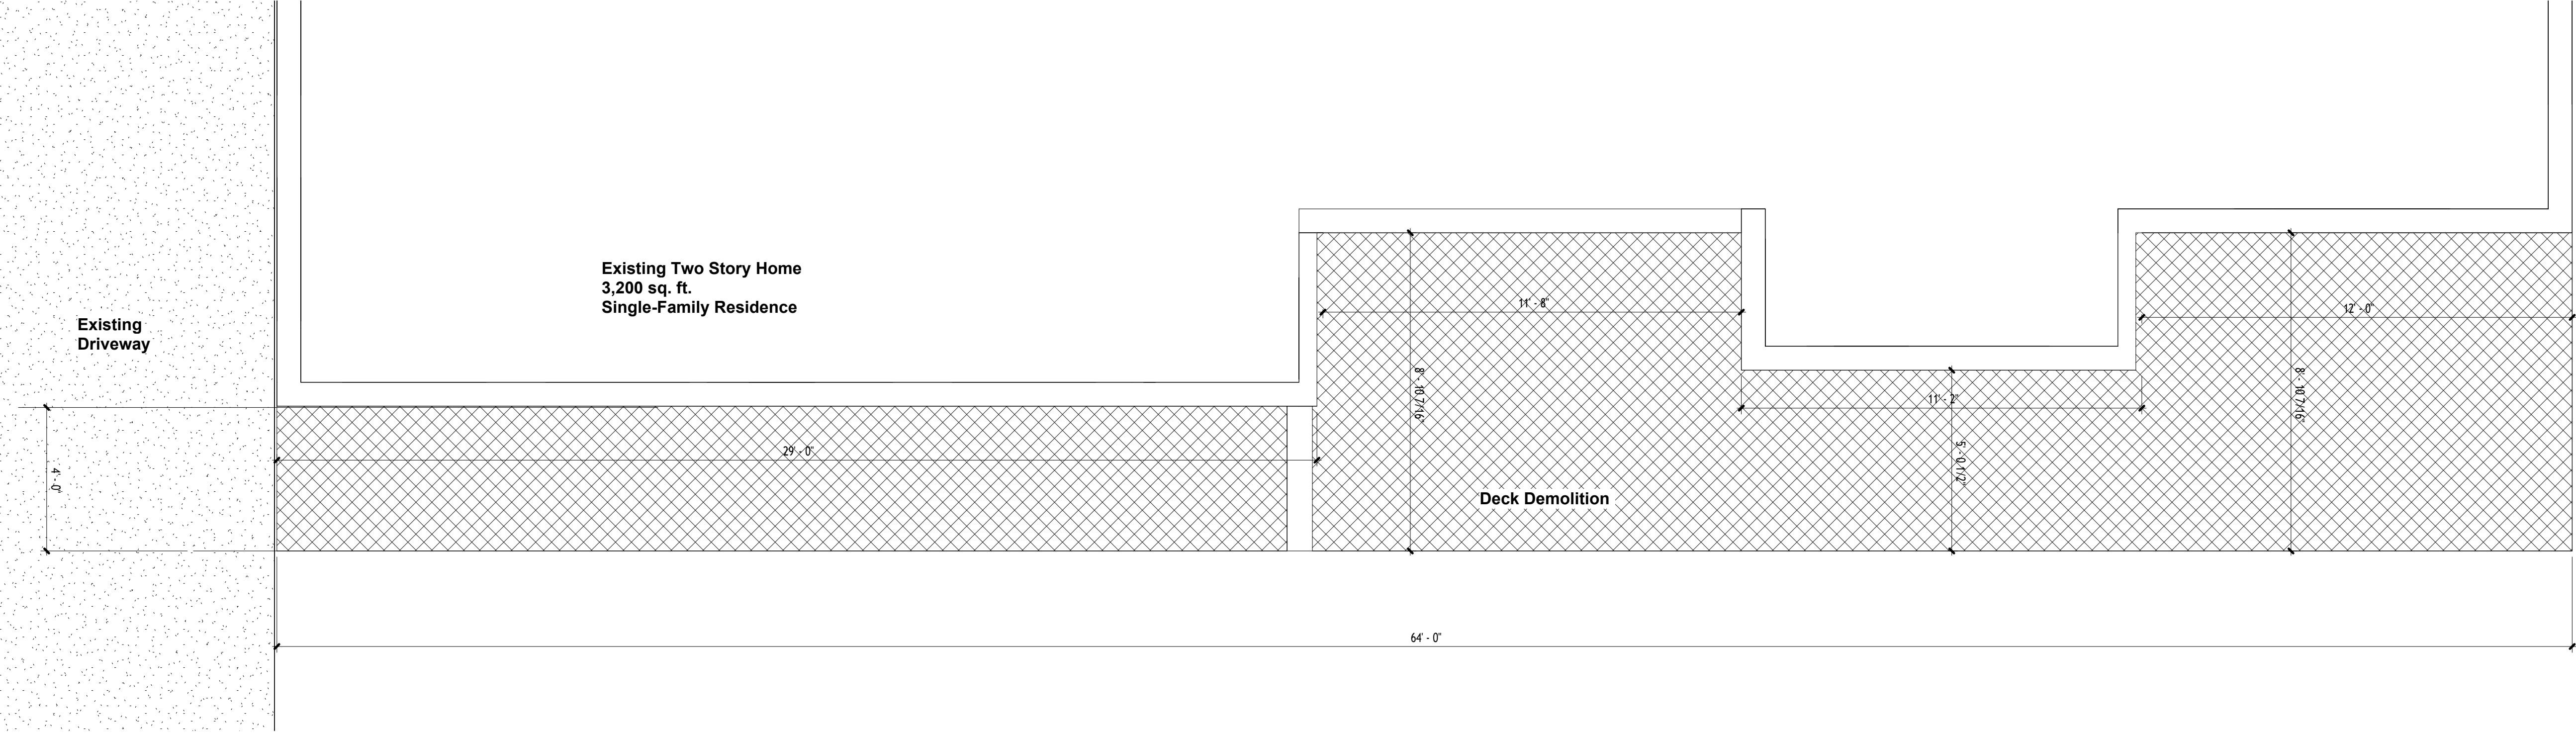 Existing Two Story Home
3,200 sq. ft.
Single-Family Residence
Existing
Driveway
11' - 8"
12' - 0"
8' - 10 7/16"
8' - 10 7/16"
11' - 2"
29' - 0"
5' - 0 1/2"
4' - 0"
Deck Demolition
64' - 0"